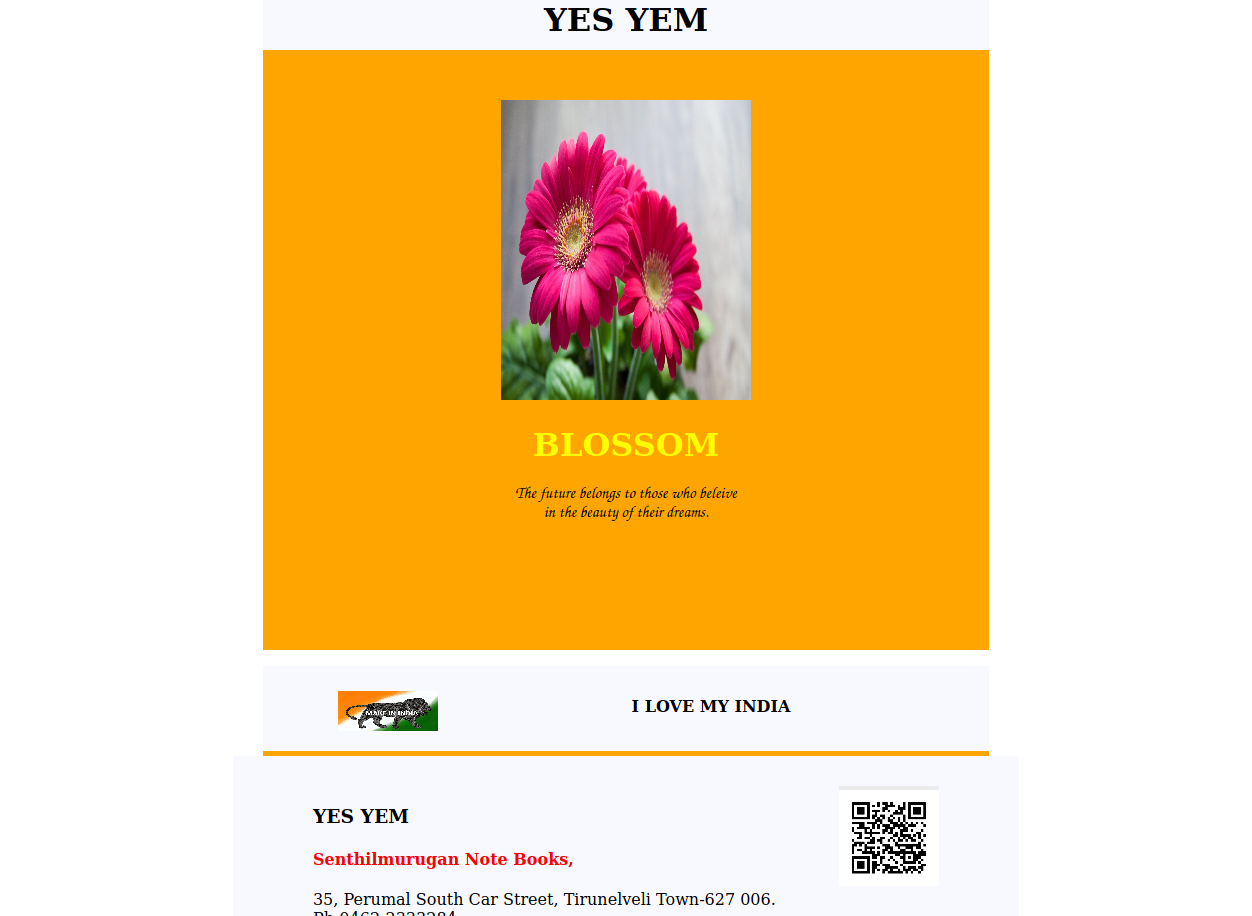 YES YEM
BLOSSOM
The future belongs to those who beleive
in the beauty of their dreams.
MAKE IN INDIA
I LOVE MY INDIA
YES YEM
Senthilmurugan Note Books,
35, Perumal South Car Street, Tirunelveli Town-627 006.